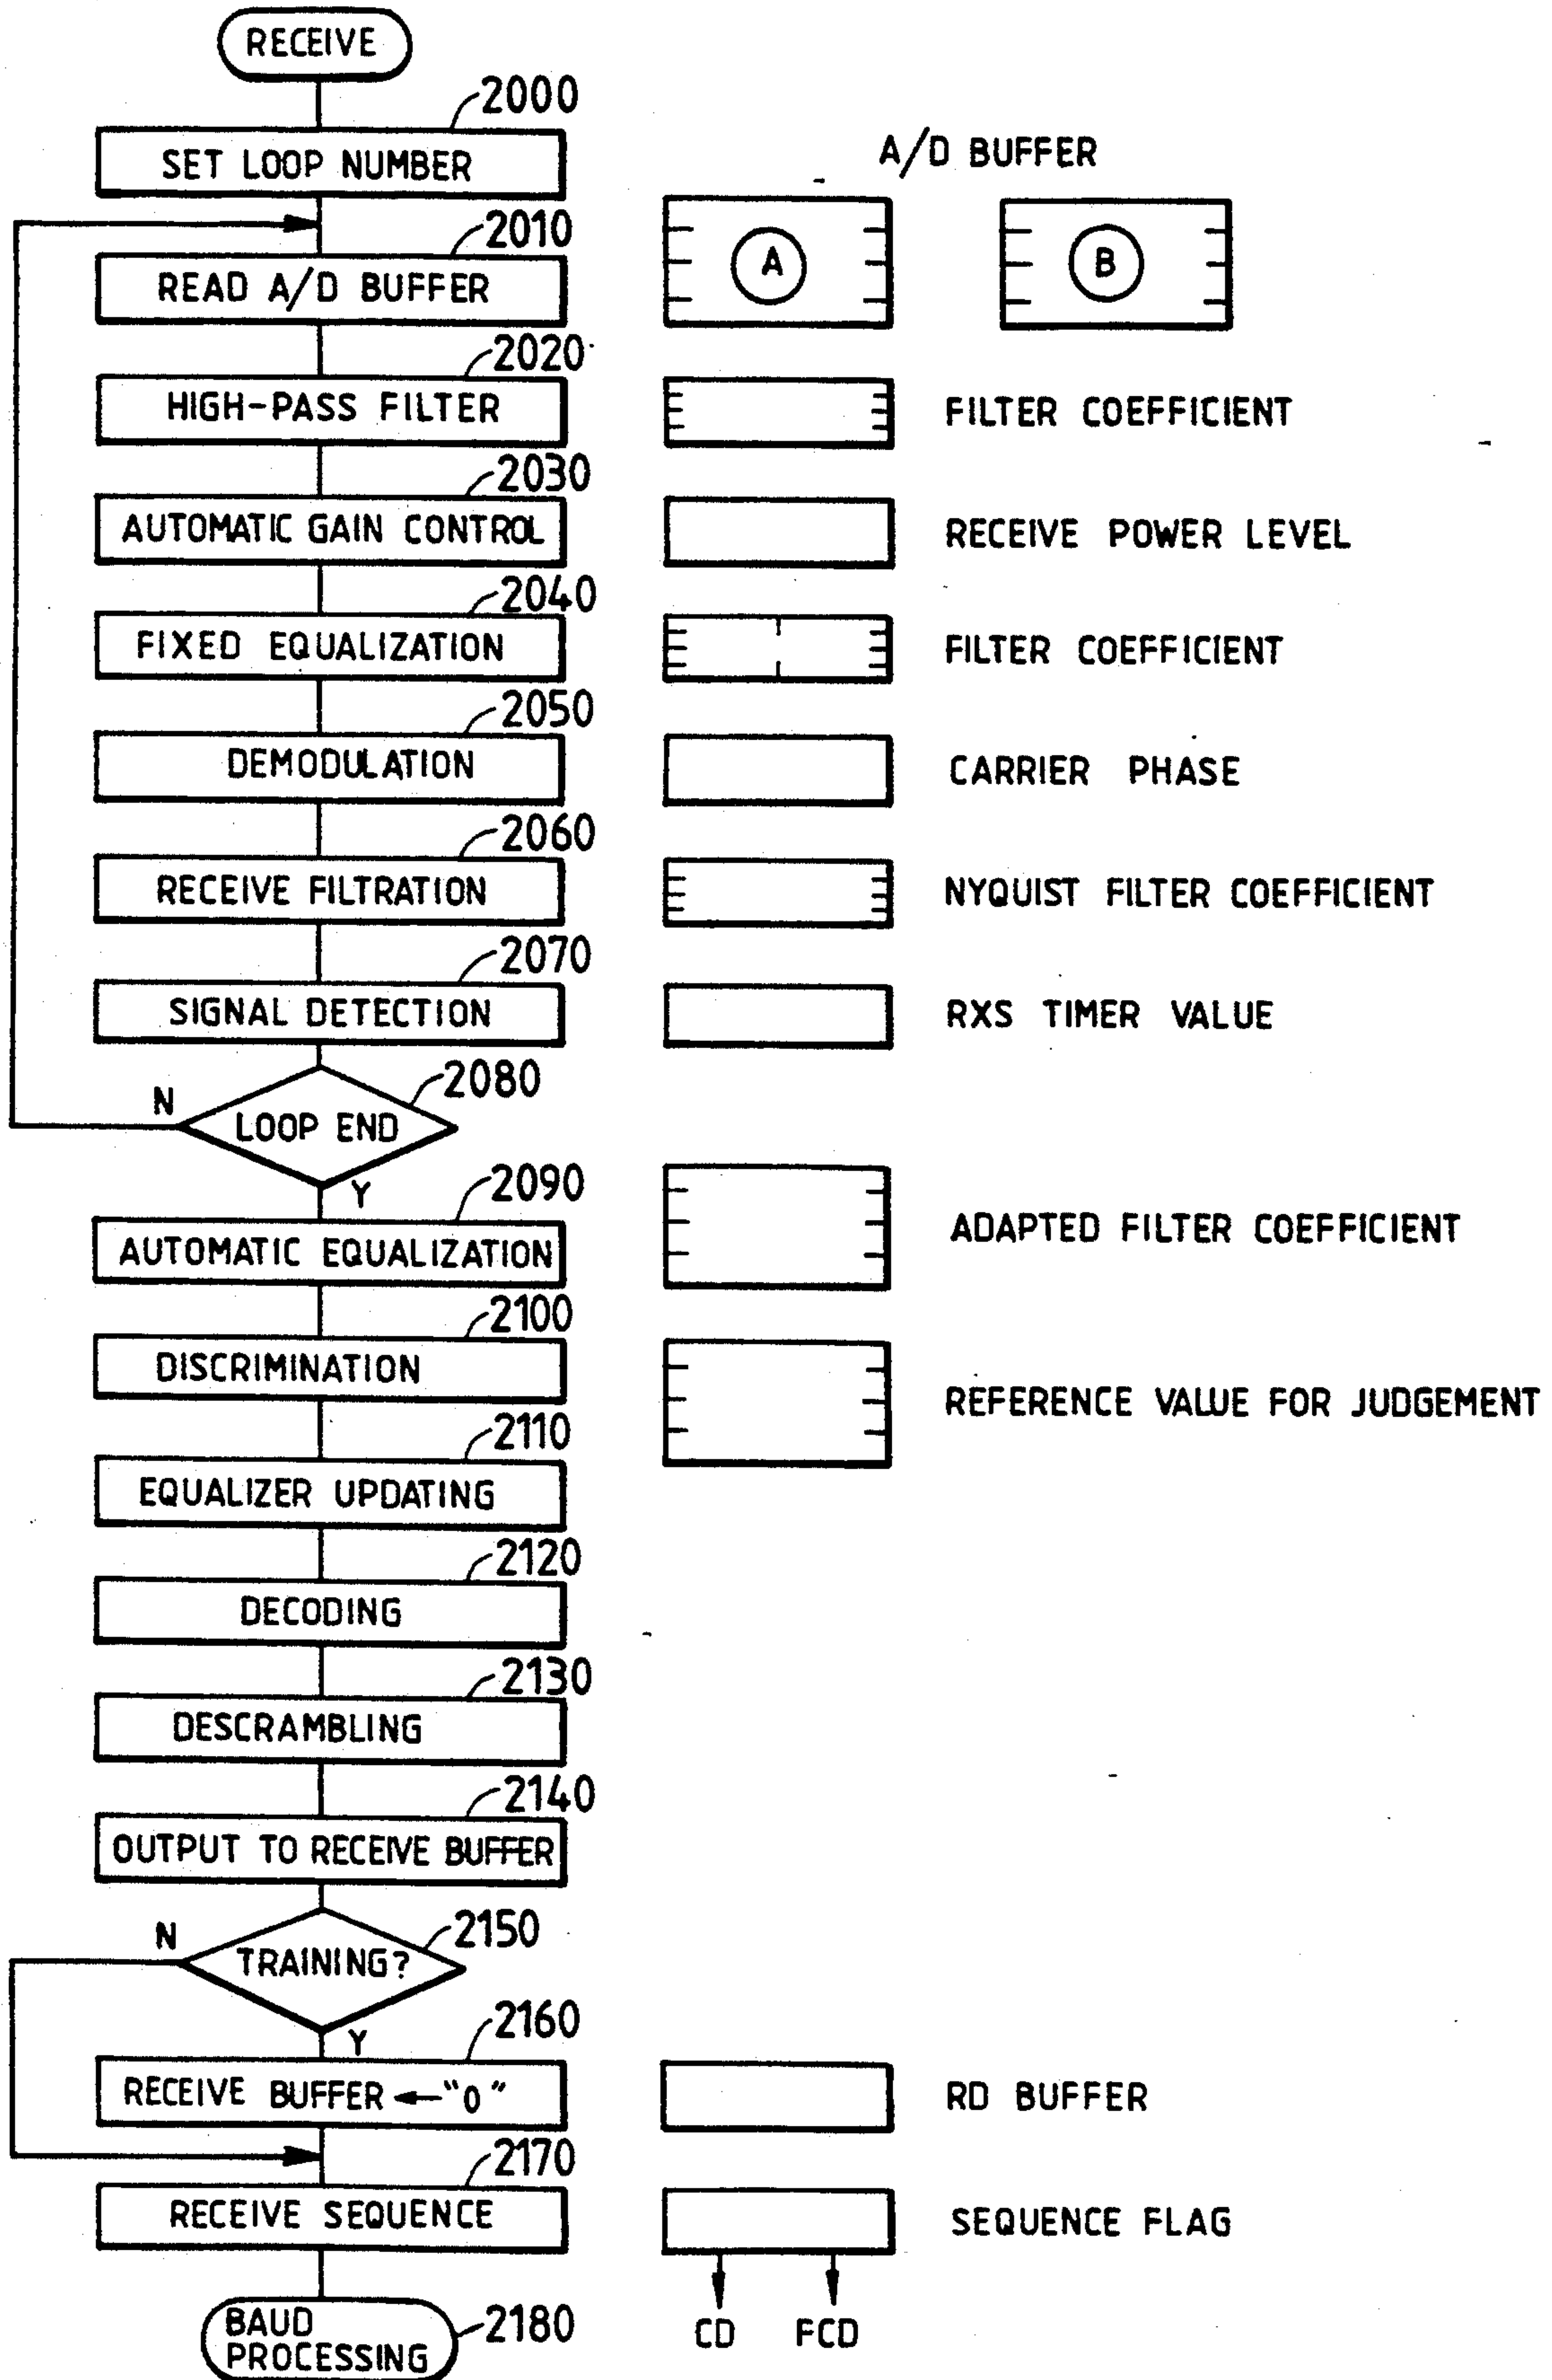 RECEIVE
2000
SET LOOP NUMBER
A/D BUFFER
2010
READ A/D BUFFER
A
B
2020
HIGH-PASS FILTER
FILTER COEFFICIENT
2030
AUTOMATIC GAIN CONTROL
RECEIVE POWER LEVEL
2040
FIXED EQUALIZATION
FILTER COEFFICIENT
2050
DEMODULATION
CARRIER PHASE
2060
RECEIVE FILTRATION
NYQUIST FILTER COEFFICIENT
2070
SIGNAL DETECTION
RXS TIMER VALUE
2080
N
LOOP END
Y
2090
AUTOMATIC EQUALIZATION
ADAPTED FILTER COEFFICIENT
2100
DISCRIMINATION
REFERENCE VALUE FOR JUDGEMENT
2110
EQUALIZER UPDATING
2120
DECODING
2130
DESCRAMBLING
2140
OUTPUT TO RECEIVE BUFFER
2150
N
TRAINING?
Y
2160
RECEIVE BUFFER ← "0"
RD BUFFER
2170
RECEIVE SEQUENCE
SEQUENCE FLAG
BAUD
PROCESSING
2180
CD
FCD